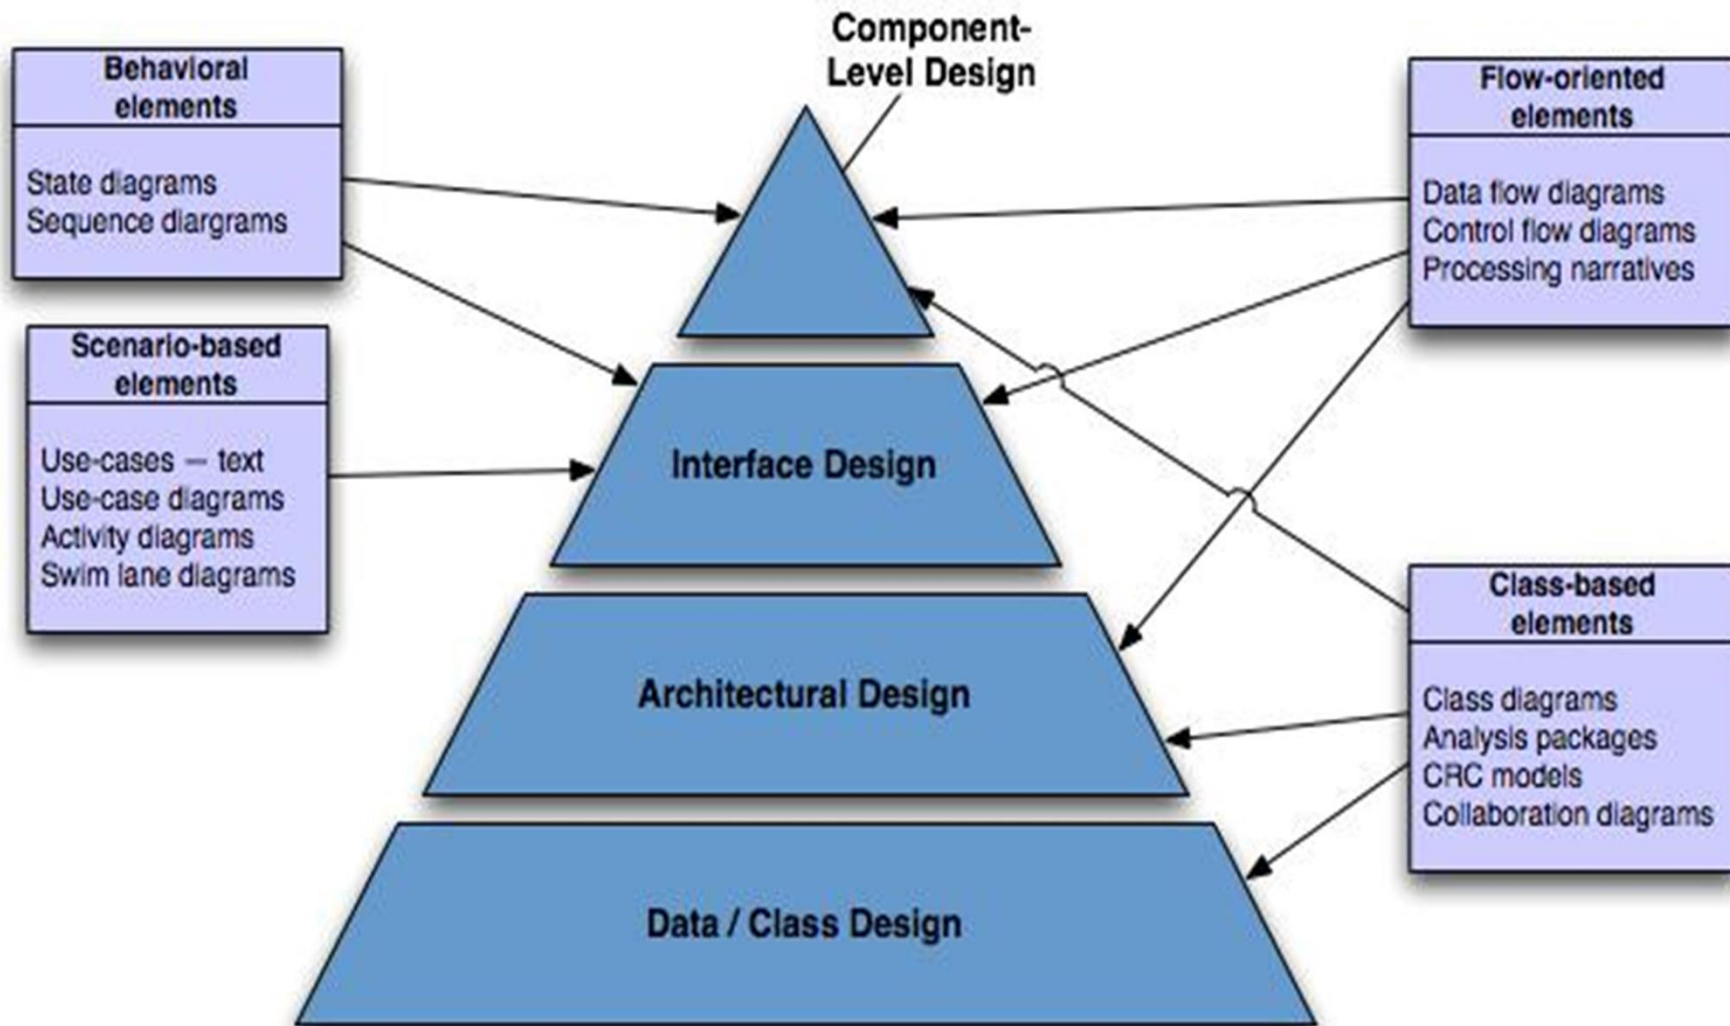 Component-
Level Design
Behavioral
elements
State diagrams
Sequence diargrams
Scenario-based
elements
Use-cases — text
Use-case diagrams
Activity diagrams
Swim lane diagrams
Interface Design
Architectural Design
Data / Class Design
Flow-oriented
elements
Data flow diagrams
Control flow diagrams
Processing narratives
Class-based
elements
Class diagrams
Analysis packages
CRC models
Collaboration diagrams